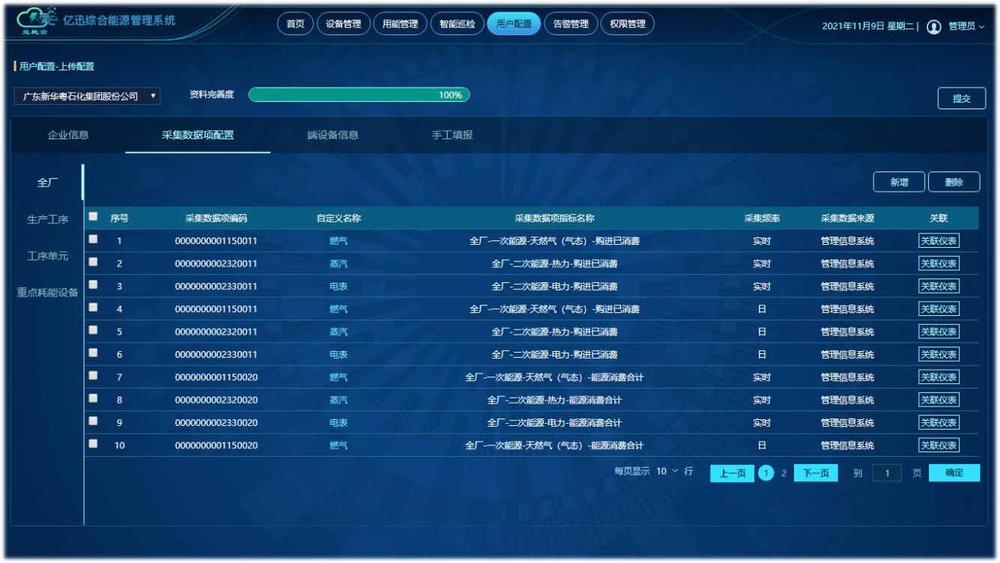 亿迅综合能源管理系统
能耗云
首页 设备管理 用能管理 智能巡检 用户配置 告警管理 权限管理
2021年11月9日 星期二 | 管理员
用户配置-上传配置
广东新华粤石化集团股份公司 资料完善度 100% 提交
企业信息 采集数据项配置 端设备信息 手工填报
全厂
生产工序
工序单元
重点耗能设备
新增 删除
序号 采集数据项编码 自定义名称 采集数据项指标名称 采集频率 采集数据来源 关联
1 0000000001150011 燃气 全厂-一次能源-天然气（气态）-购进已消费 实时 管理信息系统 关联仪表
2 0000000002320011 蒸汽 全厂-二次能源-热力-购进已消费 实时 管理信息系统 关联仪表
3 0000000002330011 电表 全厂-二次能源-电力-购进已消费 实时 管理信息系统 关联仪表
4 0000000001150011 燃气 全厂-一次能源-天然气（气态）-购进已消费 日 管理信息系统 关联仪表
5 0000000002320011 蒸汽 全厂-二次能源-热力-购进已消费 日 管理信息系统 关联仪表
6 0000000002330011 电表 全厂-二次能源-电力-购进已消费 日 管理信息系统 关联仪表
7 0000000001150020 燃气 全厂-一次能源-天然气（气态）-能源消费合计 实时 管理信息系统 关联仪表
8 0000000002320020 蒸汽 全厂-二次能源-热力-能源消费合计 实时 管理信息系统 关联仪表
9 0000000002330020 电表 全厂-二次能源-电力-能源消费合计 实时 管理信息系统 关联仪表
10 0000000001150020 燃气 全厂-一次能源-天然气（气态）-能源消费合计 日 管理信息系统 关联仪表
每页显示 10 行 上一页 1 2 下一页 到 1 页 确定